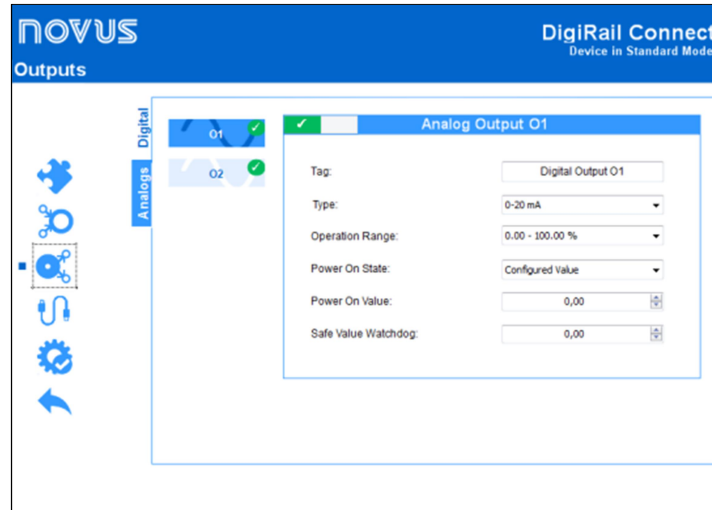 novus
DigiRail Connect
Device in Standard Mode
Outputs
Digital
Analogs
O1
O2
Analog Output O1
Tag:
Digital Output O1
Type:
0-20 mA
Operation Range:
0.00 - 100.00 %
Power On State:
Configured Value
Power On Value:
0,00
Safe Value Watchdog:
0,00